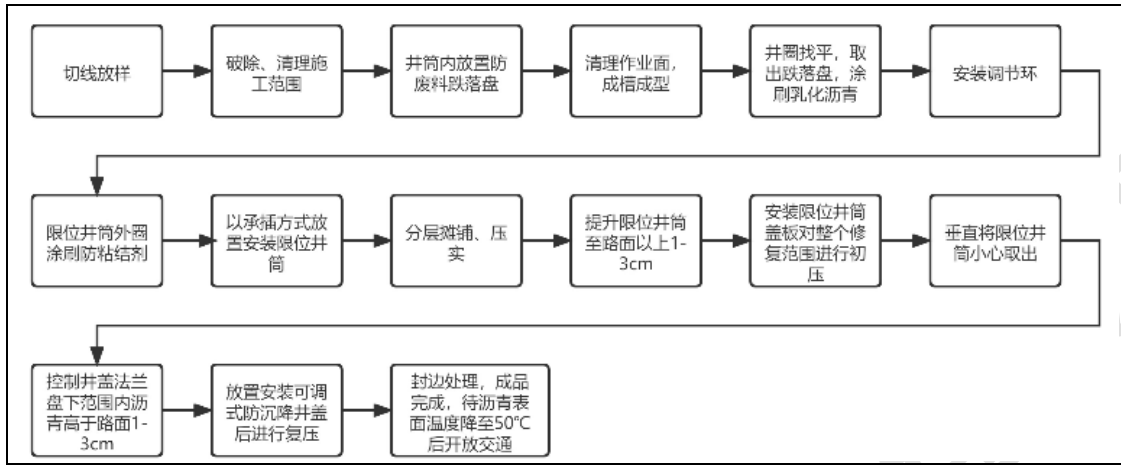 切线放样
破除、清理施
工范围
井筒内放置防
废料跌落盘
清理作业面，
成槽成型
井圈找平，取
出跌落盘，涂
刷乳化沥青
安装调节环
限位井筒外圈
涂刷防粘结剂
以承插方式放
置安装限位井
筒
分层摊铺、压
实
提升限位井筒
至路面以上1-
3cm
安装限位井筒
盖板对整个修
复范围进行初
压
垂直将限位井
筒小心取出
控制井盖法兰
盘下范围内沥
青高于路面1-
3cm
放置安装可调
式防沉降井盖
后进行复压
封边处理，成品
完成，待沥青表
面温度降至50℃
后开放交通